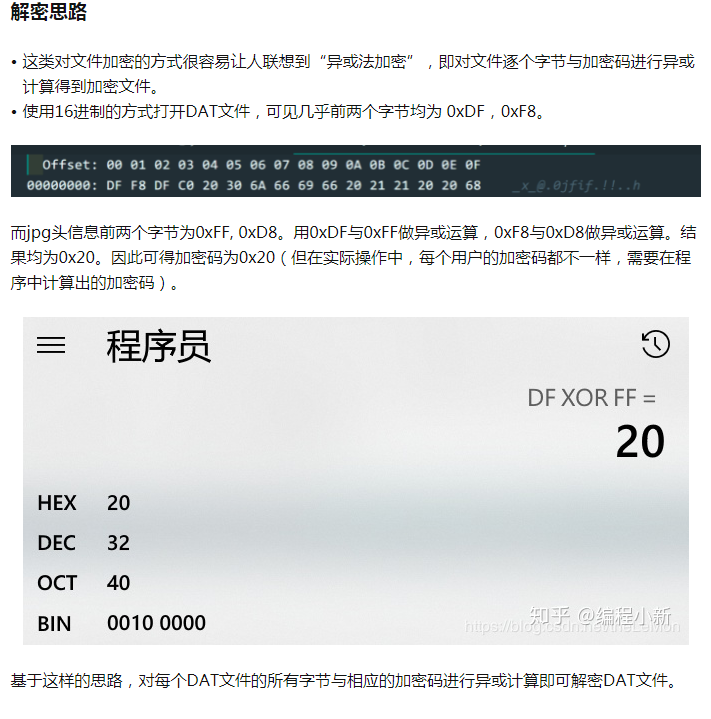 解密思路
• 这类对文件加密的方式很容易让人联想到“异或法加密”，即对文件逐个字节与加密码进行异或
计算得到加密文件。
• 使用16进制的方式打开DAT文件，可见几乎前两个字节均为 0xDF，0xF8。
Offset: 00 01 02 03 04 05 06 07 08 09 0A 0B 0C 0D 0E 0F
00000000: DF F8 DF C0 20 30 6A 66 69 66 20 21 21 20 20 68 _x_@.0jfif.!!..h
而jpg头信息前两个字节为0xFF, 0xD8。用0xDF与0xFF做异或运算，0xF8与0xD8做异或运算。结
果均为0x20。因此可得加密码为0x20（但在实际操作中，每个用户的加密码都不一样，需要在程
序中计算出的加密码）。
程序员
DF XOR FF =
20
HEX 20
DEC 32
OCT 40
BIN 0010 0000
知乎 @编程小新
基于这样的思路，对每个DAT文件的所有字节与相应的加密码进行异或计算即可解密DAT文件。